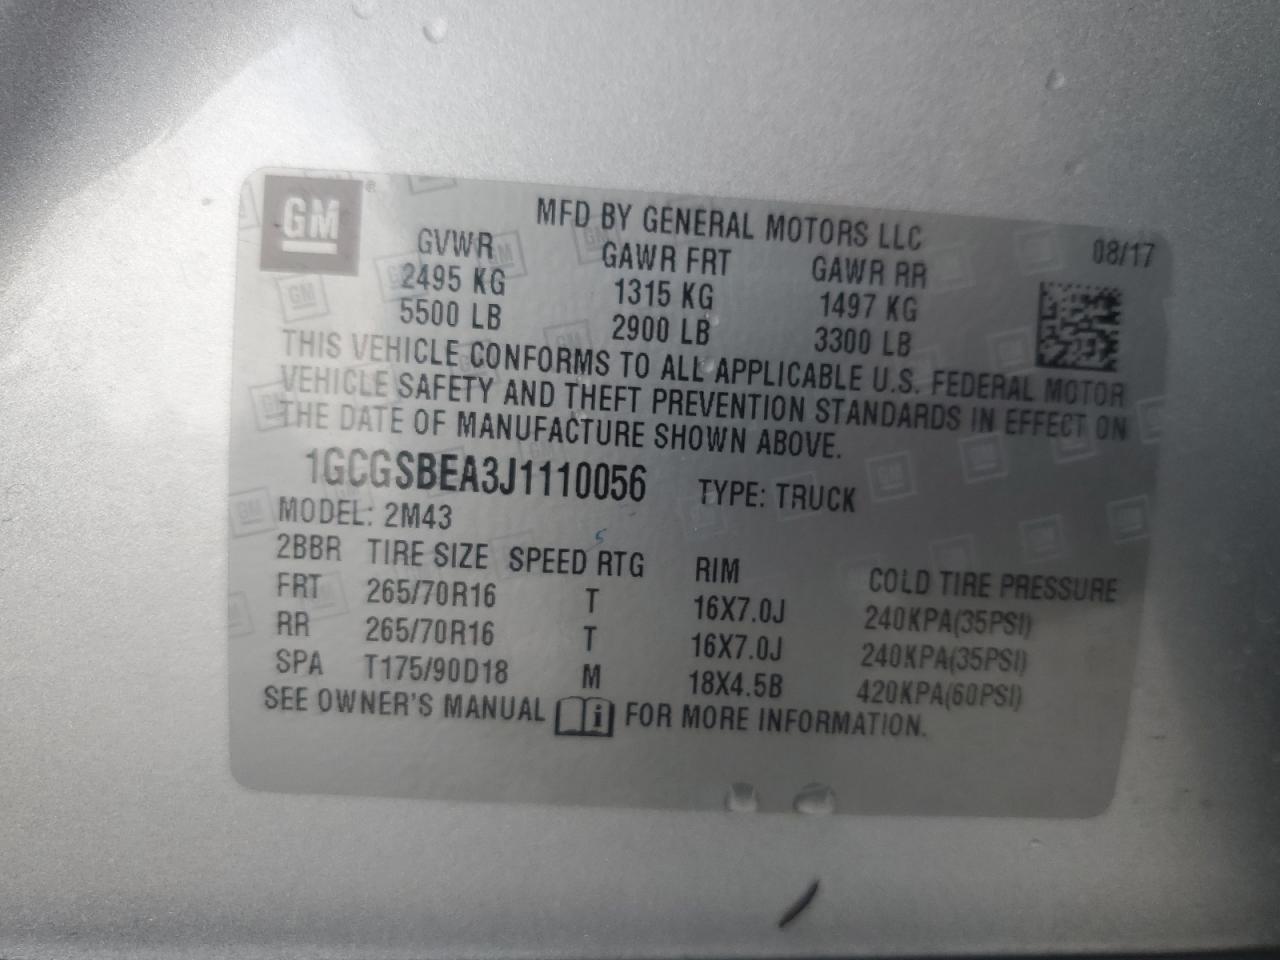 GM ®
MFD BY GENERAL MOTORS LLC 08/17
GVWR GAWR FRT GAWR RR
2495 KG 1315 KG 1497 KG
5500 LB 2900 LB 3300 LB
THIS VEHICLE CONFORMS TO ALL APPLICABLE U.S. FEDERAL MOTOR
VEHICLE SAFETY AND THEFT PREVENTION STANDARDS IN EFFECT ON
THE DATE OF MANUFACTURE SHOWN ABOVE.
1GCGSBEA3J1110056 TYPE: TRUCK
MODEL: 2M43
2BBR TIRE SIZE SPEED RTG RIM COLD TIRE PRESSURE
FRT 265/70R16 T 16X7.0J 240KPA(35PSI)
RR 265/70R16 T 16X7.0J 240KPA(35PSI)
SPA T175/90D18 M 18X4.5B 420KPA(60PSI)
SEE OWNER'S MANUAL i FOR MORE INFORMATION.